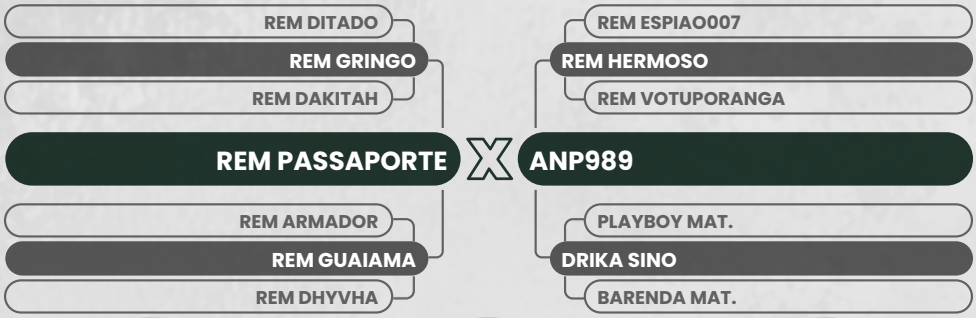 REM DITADO
REM GRINGO
REM DAKITAH
REM PASSAPORTE
REM ARMADOR
REM GUAIAMA
REM DHYVHA
X
REM ESPIAO007
REM HERMOSO
REM VOTUPORANGA
ANP989
PLAYBOY MAT.
DRIKA SINO
BARENDA MAT.